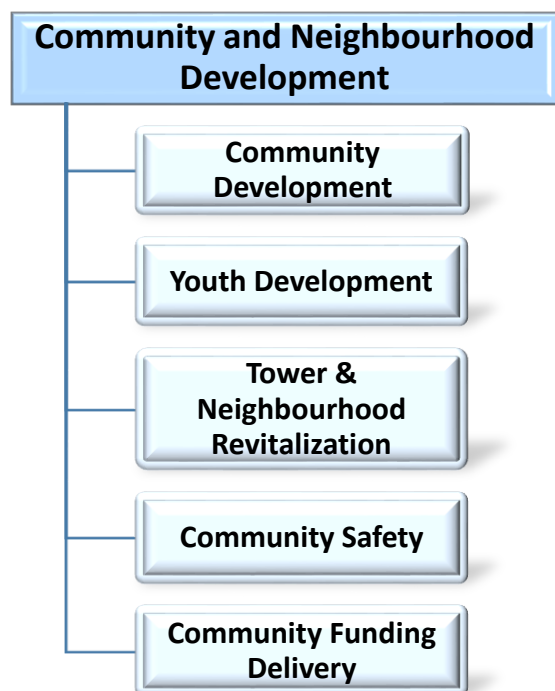 Community and Neighbourhood
Development
Community
Development
Youth Development
Tower &
Neighbourhood
Revitalization
Community Safety
Community Funding
Delivery